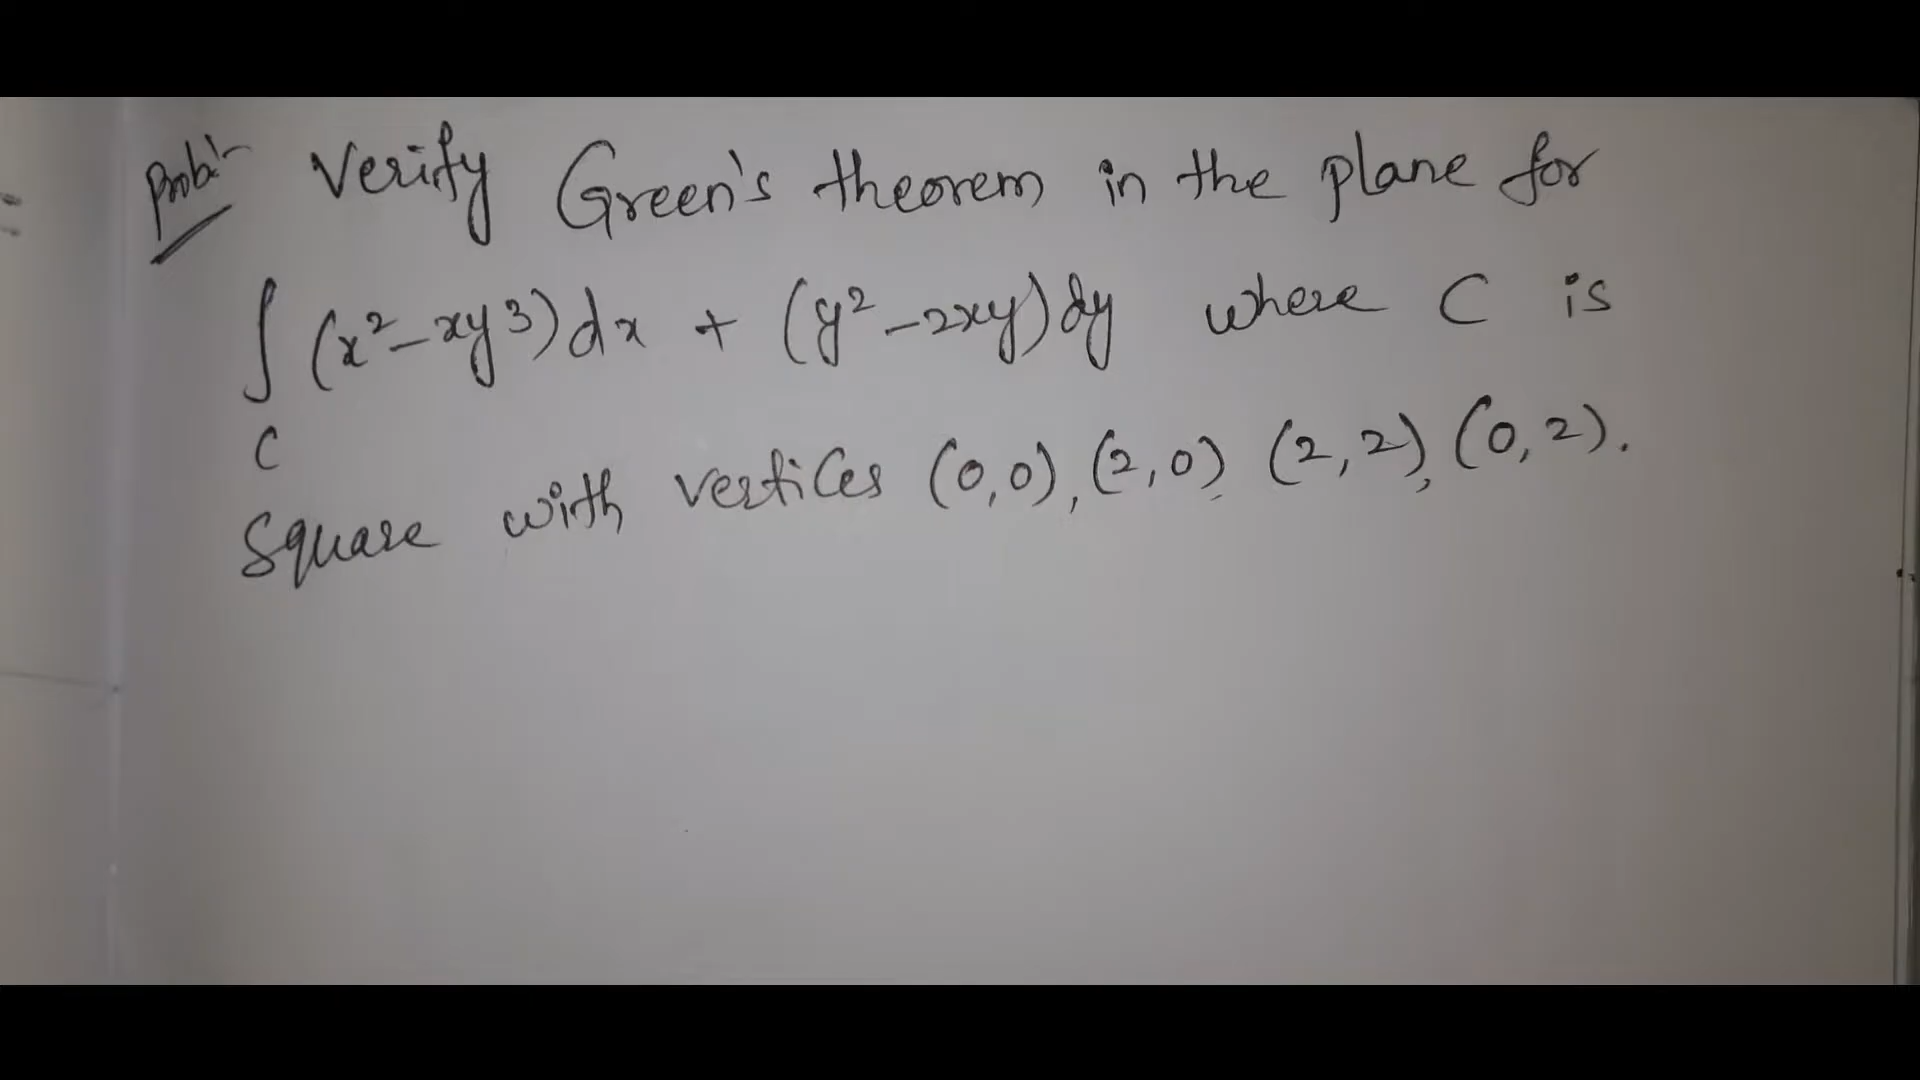 Prob:- Verify Green's theorem in the plane for
∫ (x²-xy³)dx + (y²-2xy)dy where C is
C
Square with vertices (0,0), (2,0), (2,2), (0,2).